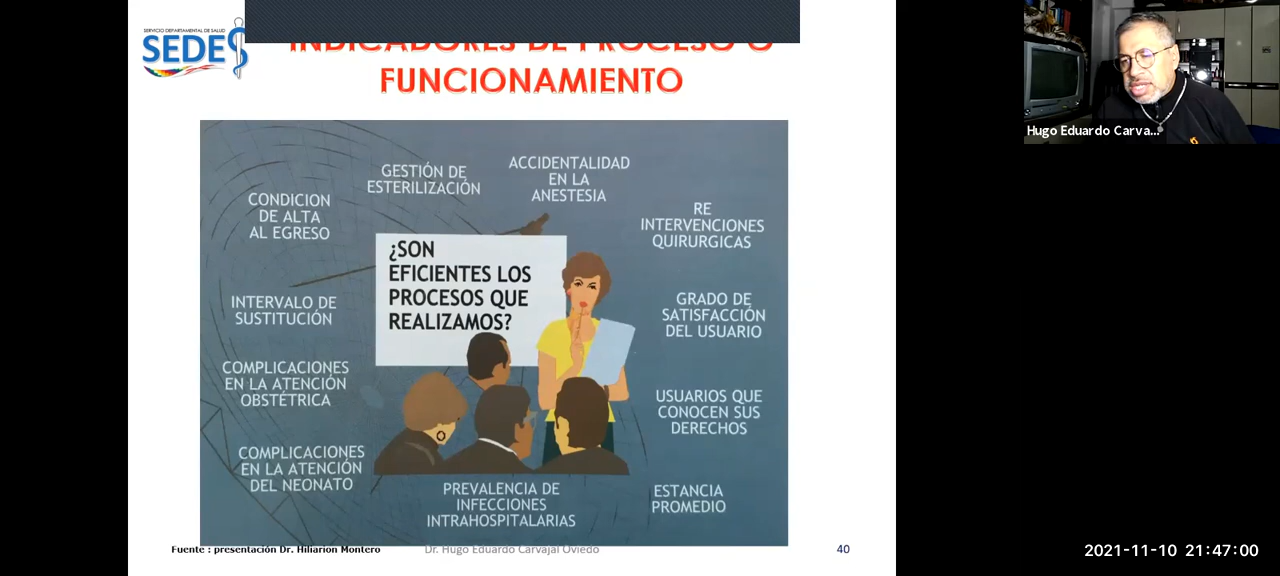 SERVICIO DEPARTAMENTAL DE SALUD
SEDES
INDICADORES DE PROCESO O
FUNCIONAMIENTO
GESTIÓN DE
ESTERILIZACIÓN
ACCIDENTALIDAD
EN LA
ANESTESIA
CONDICION
DE ALTA
AL EGRESO
RE
INTERVENCIONES
QUIRURGICAS
¿SON
EFICIENTES LOS
PROCESOS QUE
REALIZAMOS?
INTERVALO DE
SUSTITUCIÓN
GRADO DE
SATISFACCIÓN
DEL USUARIO
COMPLICACIONES
EN LA ATENCIÓN
OBSTÉTRICA
USUARIOS QUE
CONOCEN SUS
DERECHOS
COMPLICACIONES
EN LA ATENCIÓN
DEL NEONATO
PREVALENCIA DE
INFECCIONES
INTRAHOSPITALARIAS
ESTANCIA
PROMEDIO
Fuente : presentación Dr. Hilarion Montero
Dr. Hugo Eduardo Carvajal Oviedo
40
Hugo Eduardo Carva...
2021-11-10 21:47:00